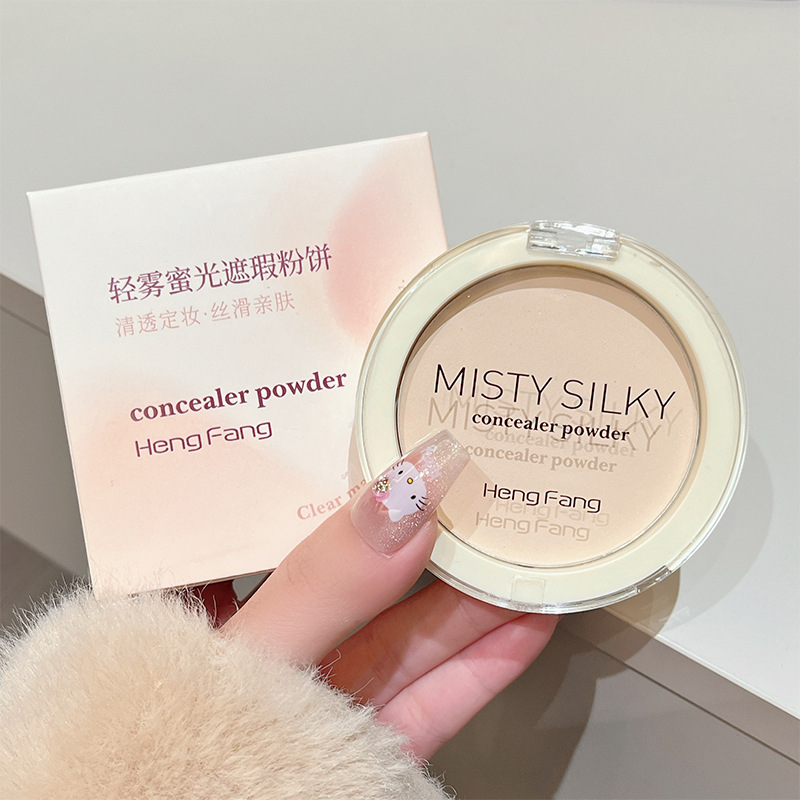 轻雾蜜光遮瑕粉饼
清透定妆·丝滑亲肤
concealer powder
Heng Fang
Clear
MISTY SILKY
concealer powder
Heng Fang